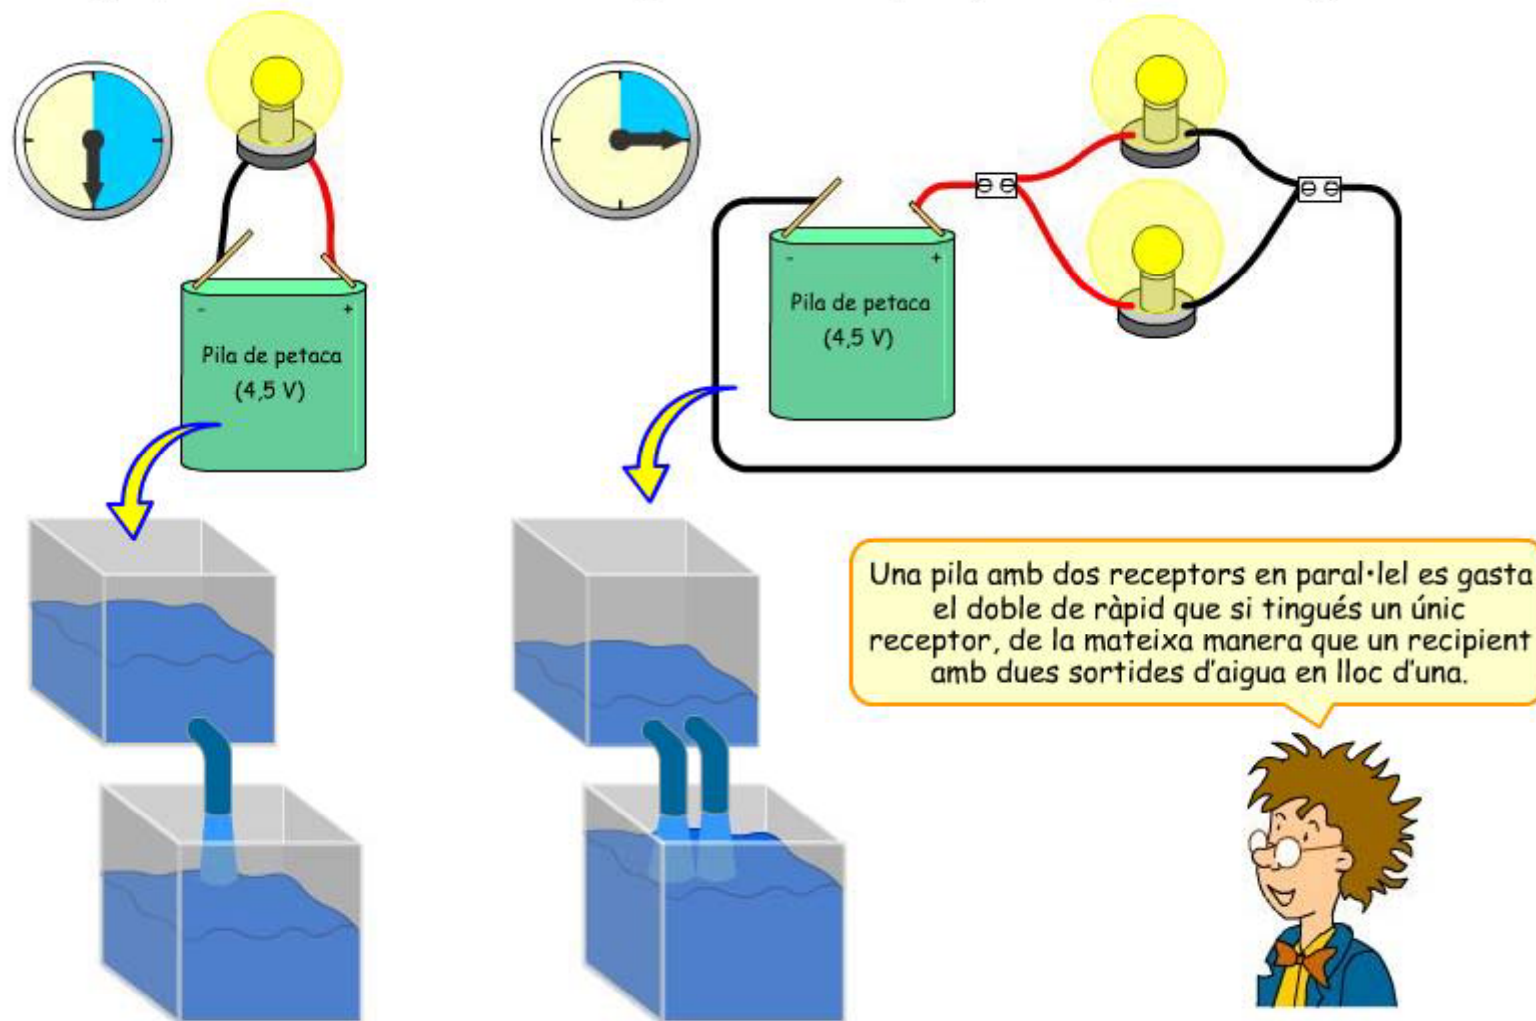 -
+
Pila de petaca
(4,5 V)
-
+
Pila de petaca
(4,5 V)
Una pila amb dos receptors en paral·lel es gasta
el doble de ràpid que si tingués un únic
receptor, de la mateixa manera que un recipient
amb dues sortides d'aigua en lloc d'una.